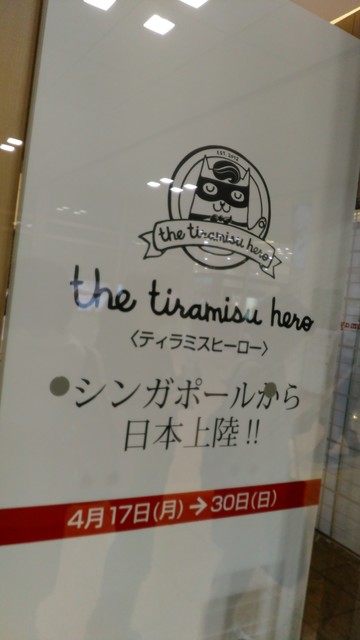 the tiramisu hero
the tiramisu hero
〈ティラミスヒーロー〉
シンガポールから
日本上陸!!
4月17日(月)→30日(日)